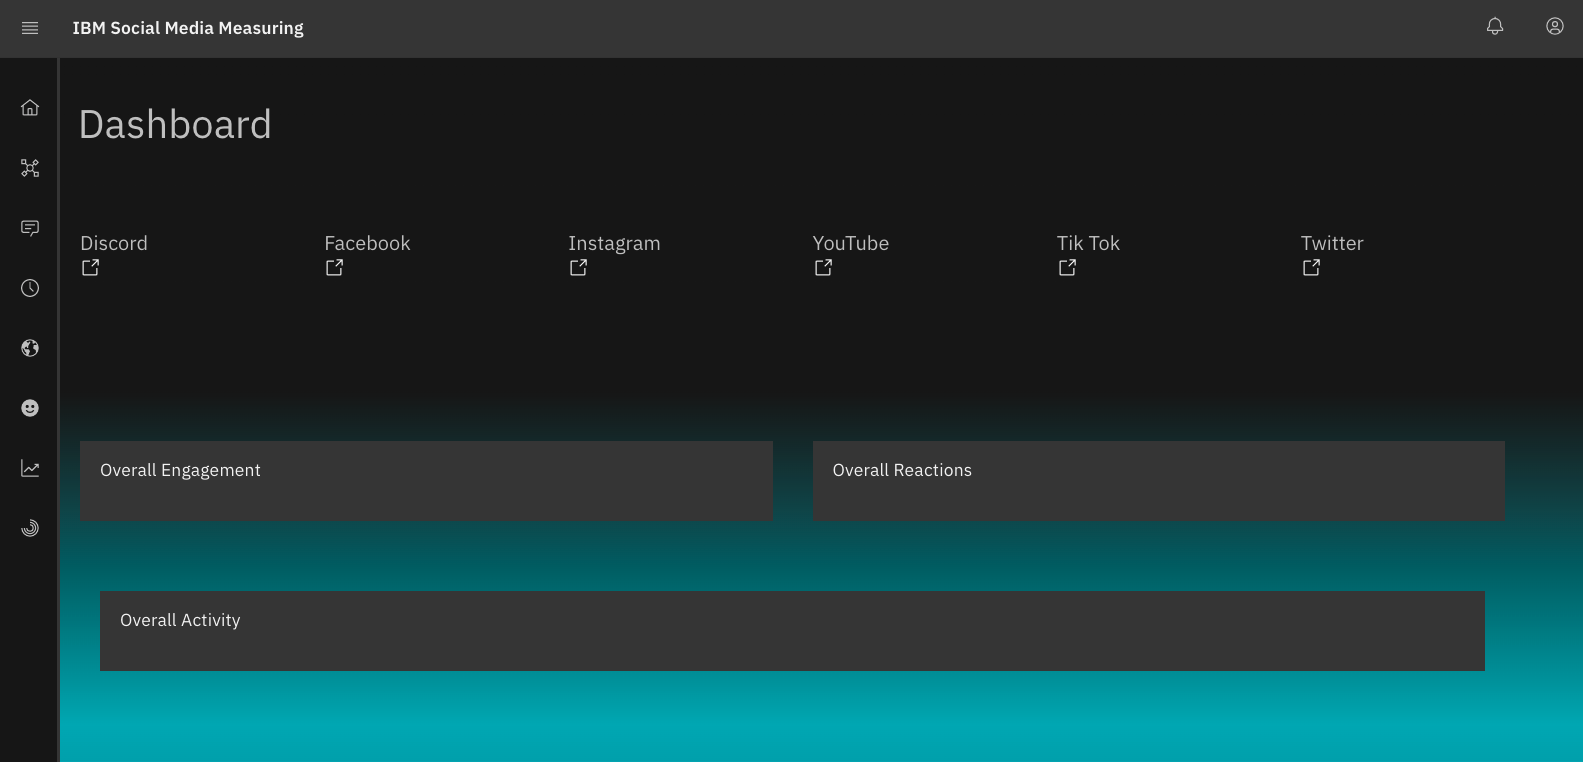 IBM Social Media Measuring
Dashboard
Discord
Facebook
Instagram
YouTube
Tik Tok
Twitter
Overall Engagement
Overall Reactions
Overall Activity